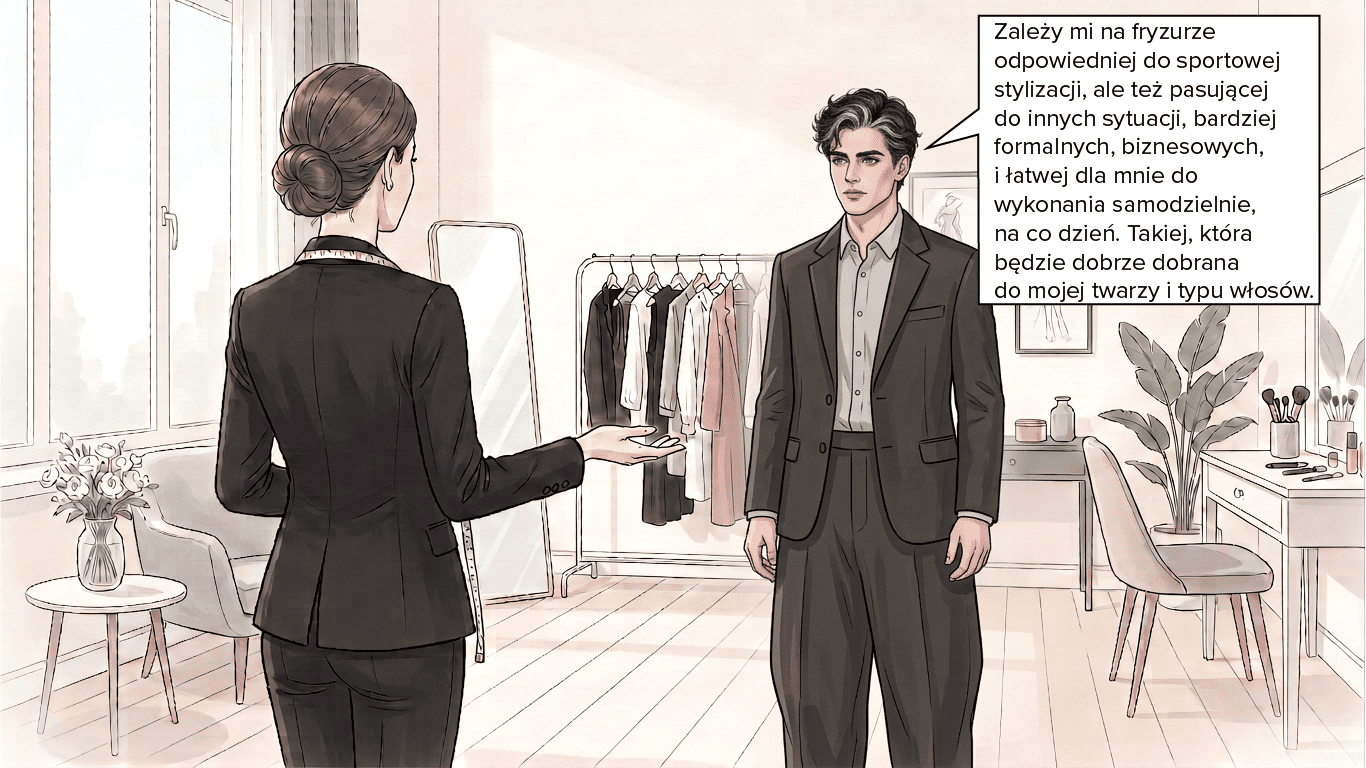 Zależy mi na fryzurze
odpowiedniej do sportowej
stylizacji, ale też pasującej
do innych sytuacji, bardziej
formalnych, biznesowych,
i łatwej dla mnie do
wykonania samodzielnie,
na co dzień. Takiej, która
będzie dobrze dobrana
do mojej twarzy i typu włosów.